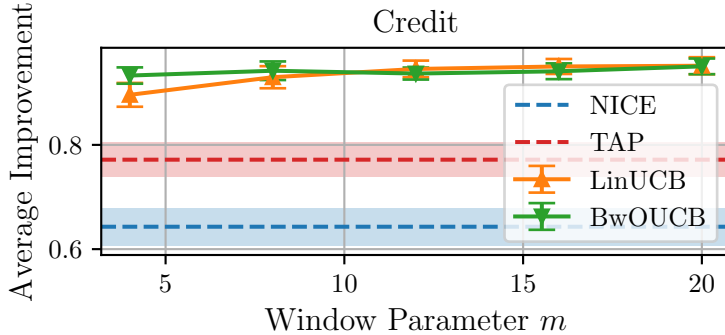 Credit
Average Improvement
0.8
0.6
NICE
TAP
LinUCB
BwOUCB
5
10
15
20
Window Parameter m